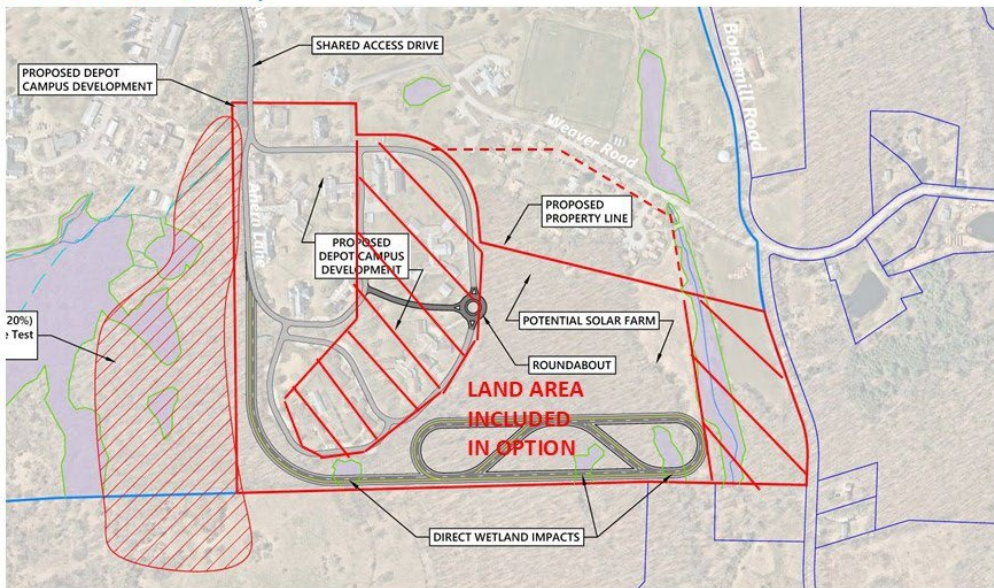 SHARED ACCESS DRIVE
PROPOSED DEPOT
CAMPUS DEVELOPMENT
Bonemill Road
Weaver Road
Ahern Lane
PROPOSED
PROPERTY LINE
PROPOSED
DEPOT CAMPUS
DEVELOPMENT
20%)
e Test
POTENTIAL SOLAR FARM
ROUNDABOUT
LAND AREA
INCLUDED
IN OPTION
DIRECT WETLAND IMPACTS